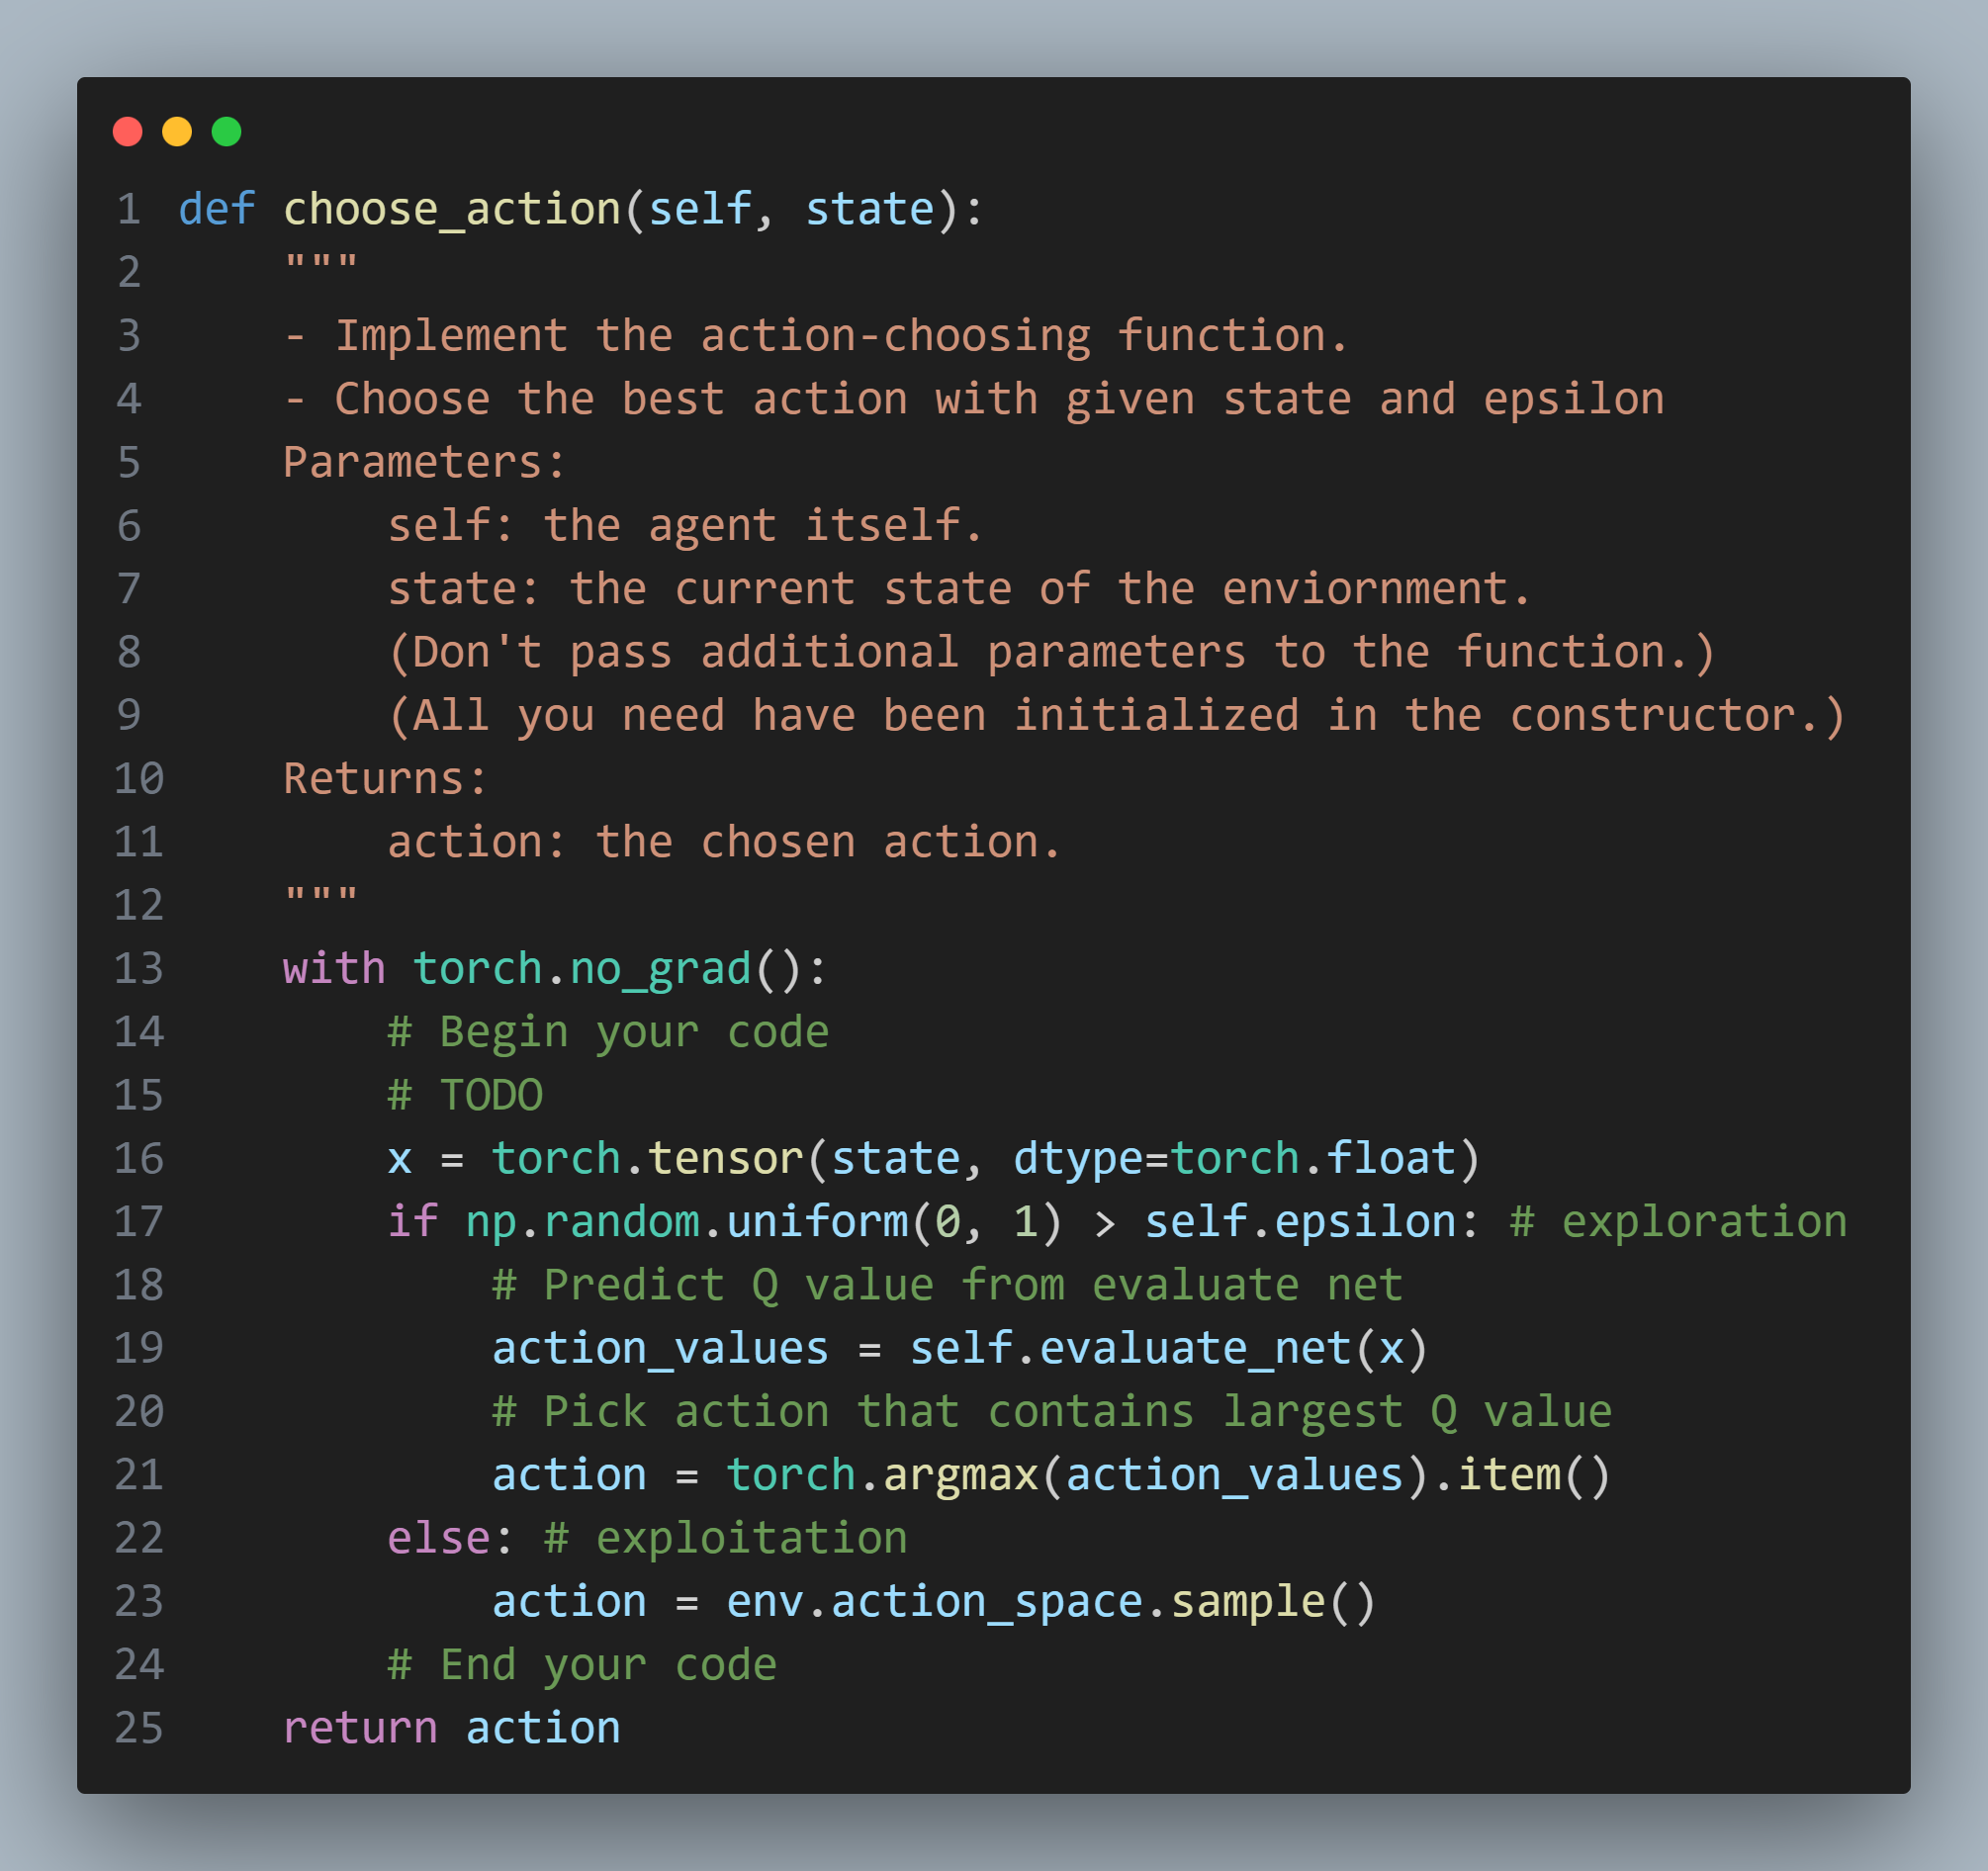 1 def choose_action(self, state):
2     """
3     - Implement the action-choosing function.
4     - Choose the best action with given state and epsilon
5     Parameters:
6         self: the agent itself.
7         state: the current state of the enviornment.
8         (Don't pass additional parameters to the function.)
9         (All you need have been initialized in the constructor.)
10     Returns:
11         action: the chosen action.
12     """
13     with torch.no_grad():
14         # Begin your code
15         # TODO
16         x = torch.tensor(state, dtype=torch.float)
17         if np.random.uniform(0, 1) > self.epsilon: # exploration
18             # Predict Q value from evaluate net
19             action_values = self.evaluate_net(x)
20             # Pick action that contains largest Q value
21             action = torch.argmax(action_values).item()
22         else: # exploitation
23             action = env.action_space.sample()
24         # End your code
25     return action